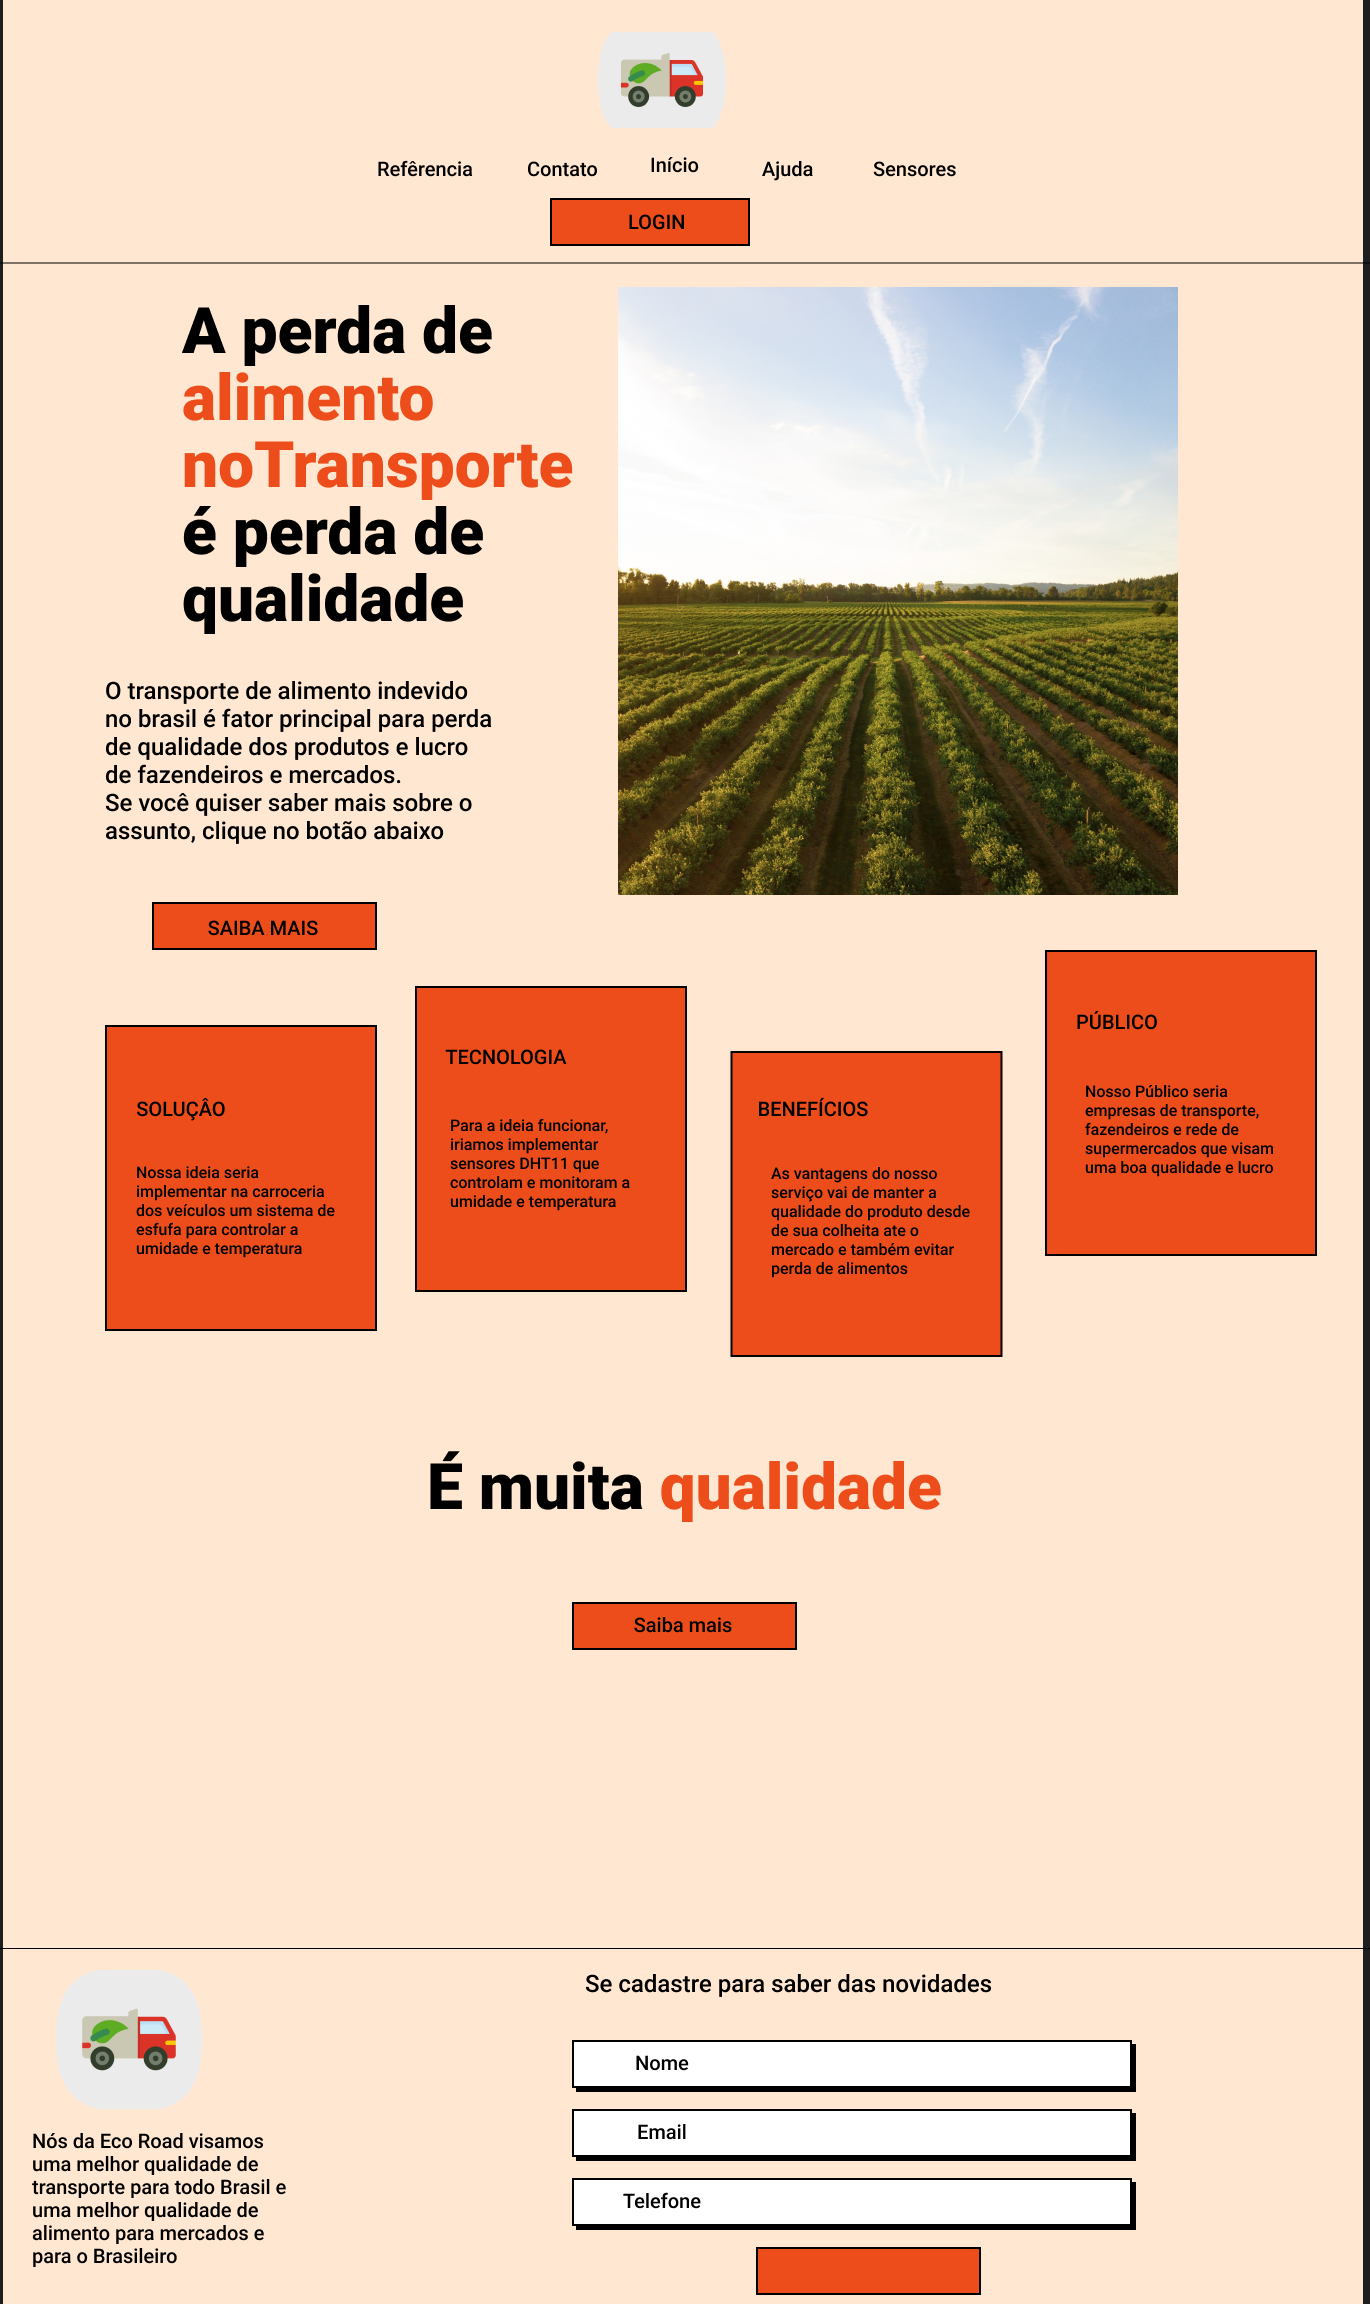 Refêrencia
Contato
Início
Ajuda
Sensores
LOGIN
A perda de
alimento
noTransporte
é perda de
qualidade
O transporte de alimento indevido
no brasil é fator principal para perda
de qualidade dos produtos e lucro
de fazendeiros e mercados.
Se você quiser saber mais sobre o
assunto, clique no botão abaixo
SAIBA MAIS
SOLUÇÂO
Nossa ideia seria
implementar na carroceria
dos veículos um sistema de
esfufa para controlar a
umidade e temperatura
TECNOLOGIA
Para a ideia funcionar,
iriamos implementar
sensores DHT11 que
controlam e monitoram a
umidade e temperatura
BENEFÍCIOS
As vantagens do nosso
serviço vai de manter a
qualidade do produto desde
de sua colheita ate o
mercado e também evitar
perda de alimentos
PÚBLICO
Nosso Público seria
empresas de transporte,
fazendeiros e rede de
supermercados que visam
uma boa qualidade e lucro
É muita qualidade
Saiba mais
Nós da Eco Road visamos
uma melhor qualidade de
transporte para todo Brasil e
uma melhor qualidade de
alimento para mercados e
para o Brasileiro
Se cadastre para saber das novidades
Nome
Email
Telefone